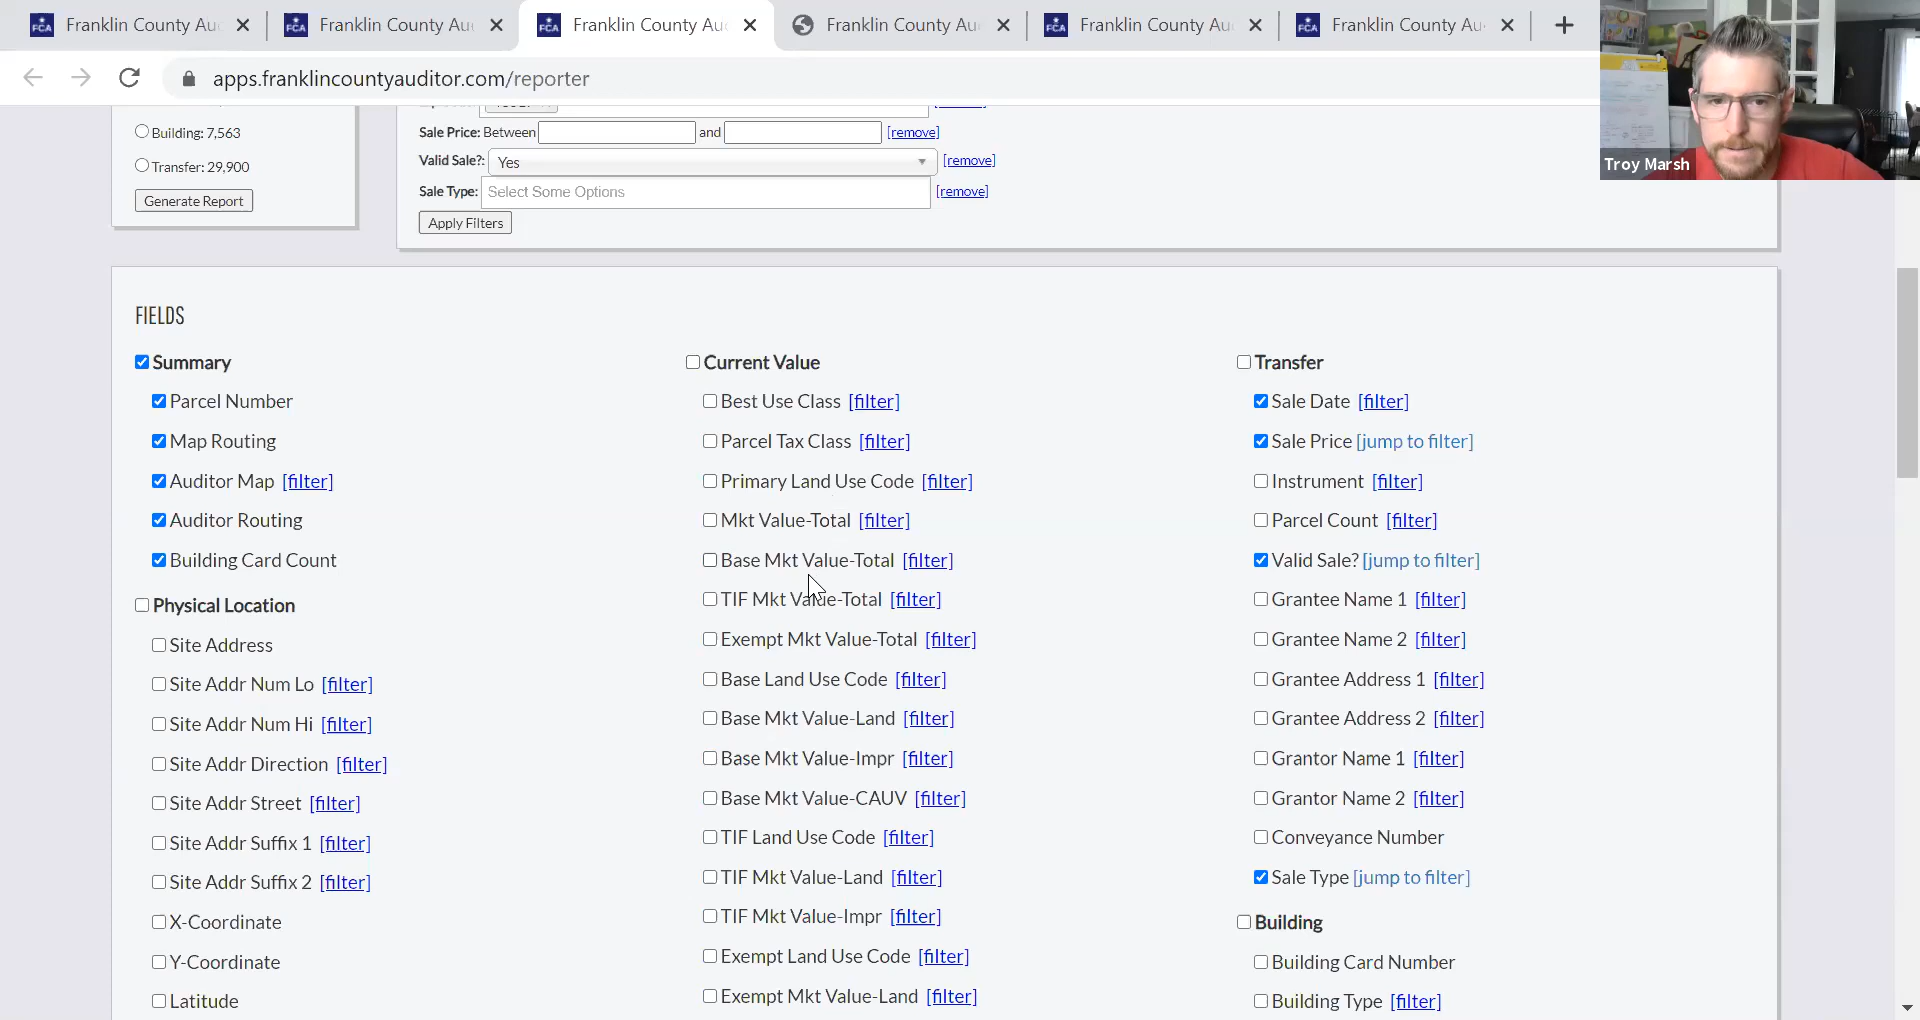 Franklin County Au
Franklin County Au
Franklin County Au
Franklin County Au
Franklin County Au
Franklin County Au
apps.franklincountyauditor.com/reporter
Troy Marsh
Building: 7,563
Transfer: 29,900
Generate Report
[remove]
Sale Price: Between and [remove]
Valid Sale?: Yes [remove]
Sale Type: Select Some Options [remove]
Apply Filters
FIELDS
Summary
Parcel Number
Map Routing
Auditor Map [filter]
Auditor Routing
Building Card Count
Physical Location
Site Address
Site Addr Num Lo [filter]
Site Addr Num Hi [filter]
Site Addr Direction [filter]
Site Addr Street [filter]
Site Addr Suffix 1 [filter]
Site Addr Suffix 2 [filter]
X-Coordinate
Y-Coordinate
Latitude
Current Value
Best Use Class [filter]
Parcel Tax Class [filter]
Primary Land Use Code [filter]
Mkt Value-Total [filter]
Base Mkt Value-Total [filter]
TIF Mkt Value-Total [filter]
Exempt Mkt Value-Total [filter]
Base Land Use Code [filter]
Base Mkt Value-Land [filter]
Base Mkt Value-Impr [filter]
Base Mkt Value-CAUV [filter]
TIF Land Use Code [filter]
TIF Mkt Value-Land [filter]
TIF Mkt Value-Impr [filter]
Exempt Land Use Code [filter]
Exempt Mkt Value-Land [filter]
Transfer
Sale Date [filter]
Sale Price [jump to filter]
Instrument [filter]
Parcel Count [filter]
Valid Sale? [jump to filter]
Grantee Name 1 [filter]
Grantee Name 2 [filter]
Grantee Address 1 [filter]
Grantee Address 2 [filter]
Grantor Name 1 [filter]
Grantor Name 2 [filter]
Conveyance Number
Sale Type [jump to filter]
Building
Building Card Number
Building Type [filter]